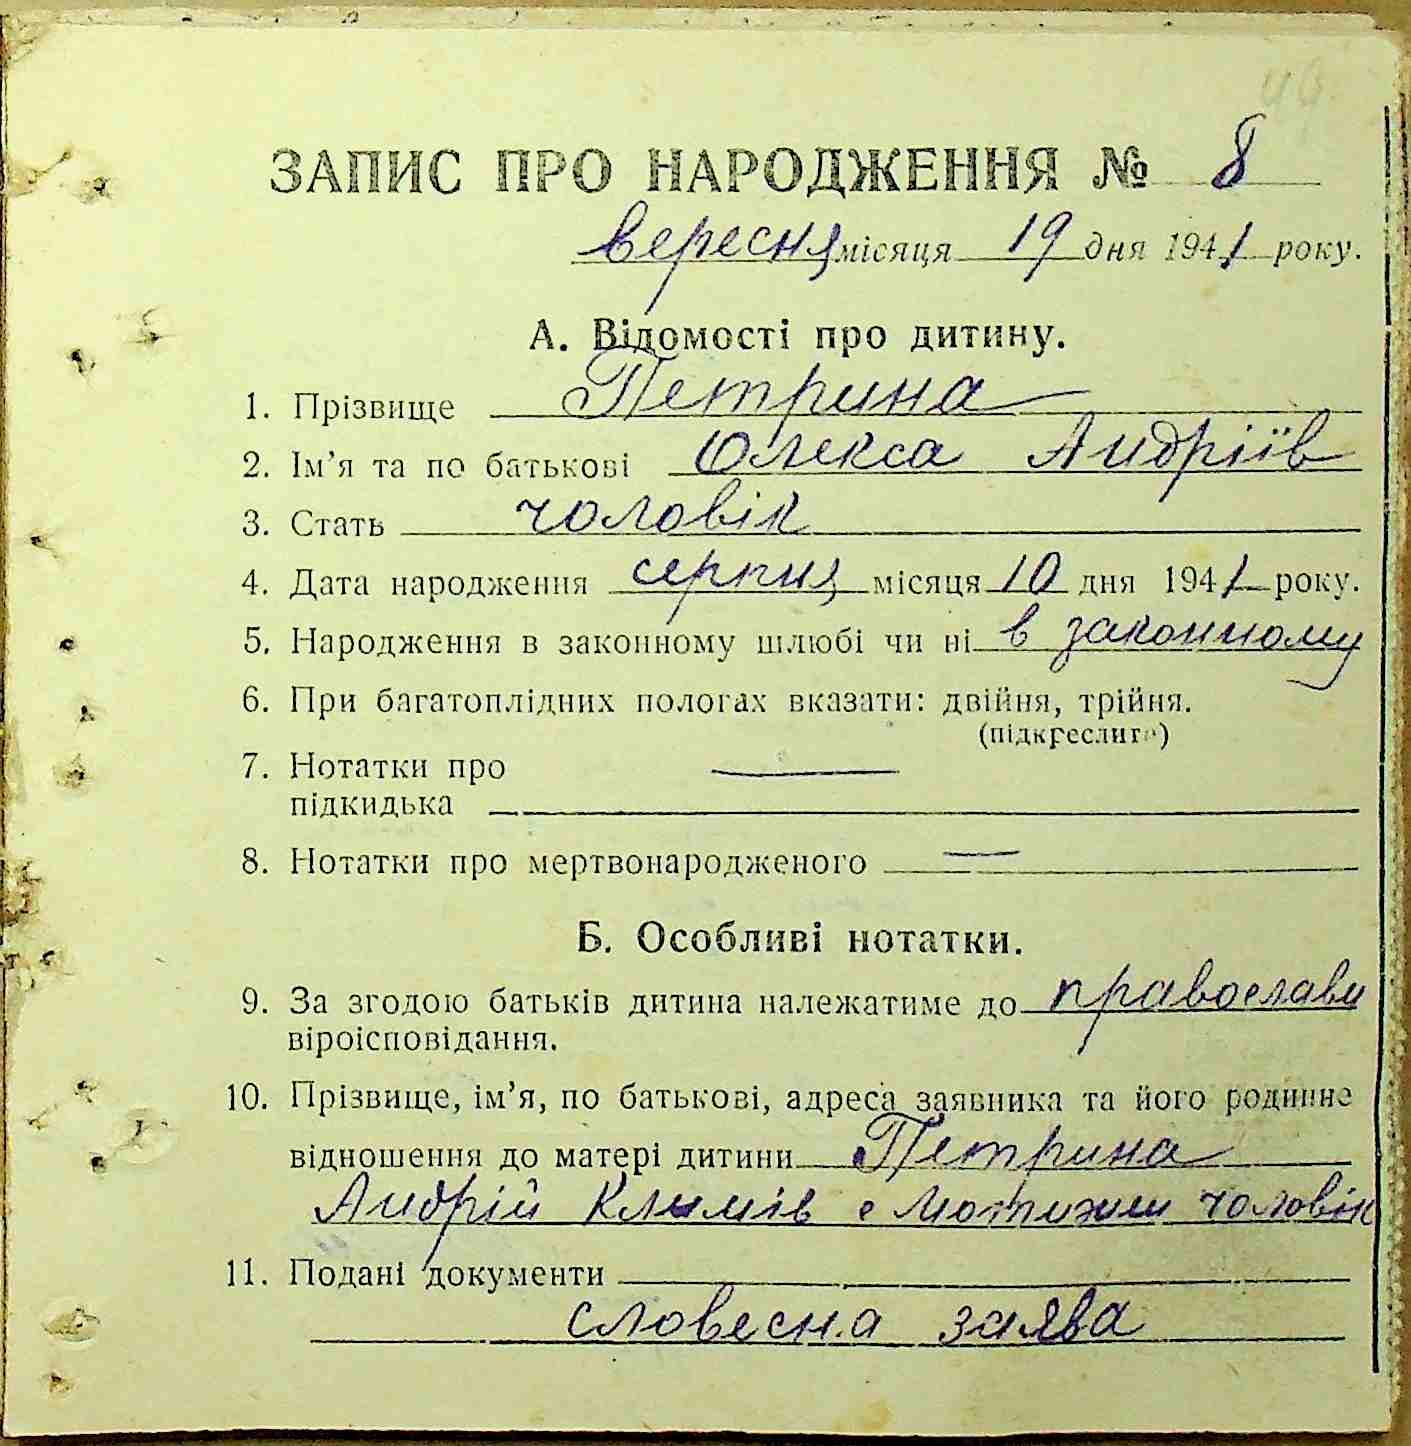 49
ЗАПИС ПРО НАРОДЖЕННЯ № 8
вересня місяця 19 дня 1941 року.
А. Відомості про дитину.
1. Прізвище Петрина
2. Ім'я та по батькові Олекса Андріїв
3. Стать чоловік
4. Дата народження серпня місяця 10 дня 1941 року.
5. Народження в законному шлюбі чи ні в законному
6. При багатоплідних пологах вказати: двійня, трійня.
(підкреслити)
7. Нотатки про —
підкидька
8. Нотатки про мертвонародженого —
Б. Особливі нотатки.
9. За згодою батьків дитина належатиме до православн
віроісповідання.
10. Прізвище, ім'я, по батькові, адреса заявника та його родинне
відношення до матері дитини Петрина
Андрій Климів с Мотижин чоловік
11. Подані документи
словесна заява